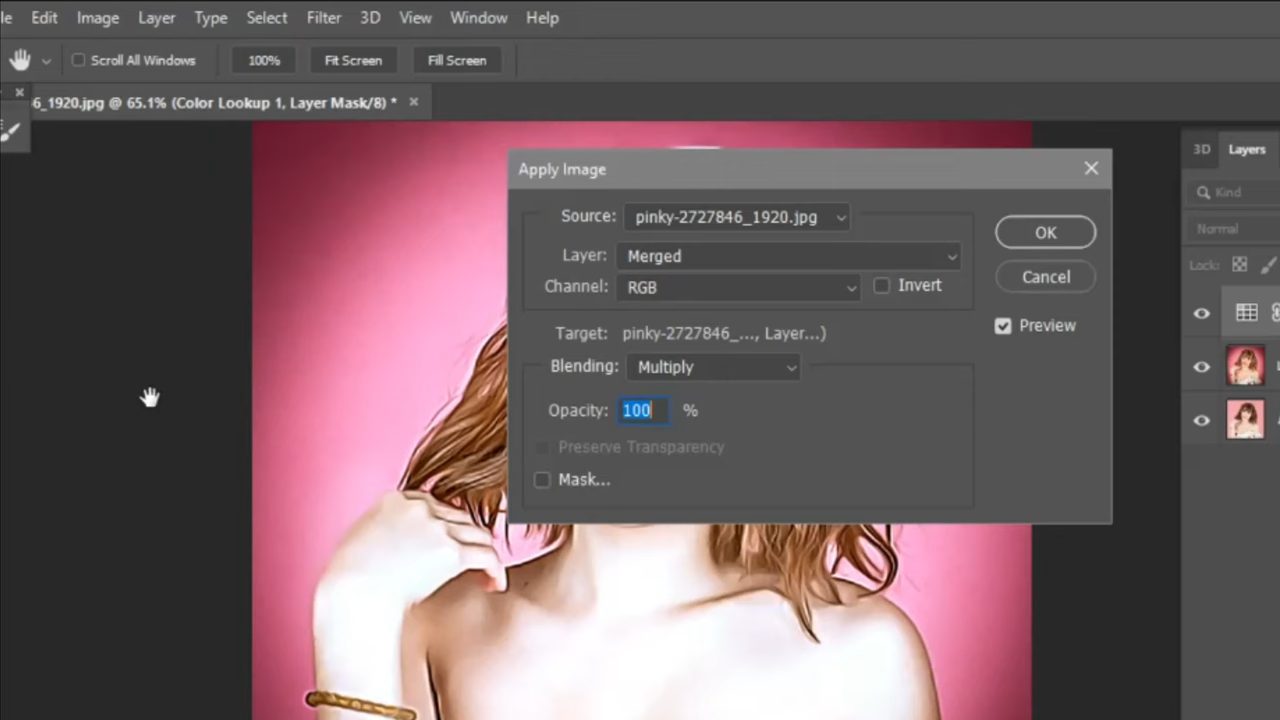 le Edit Image Layer Type Select Filter 3D View Window Help
Scroll All Windows 100% Fit Screen Fill Screen
6_1920.jpg @ 65.1% (Color Lookup 1, Layer Mask/8) *
3D Layers
Apply Image
Source: pinky-2727846_1920.jpg
OK
Kind
Normal
Layer: Merged
Lock:
Channel: RGB Invert
Cancel
Target: pinky-2727846_..., Layer...)
Preview
Blending: Multiply
Opacity: 100 %
Preserve Transparency
Mask...